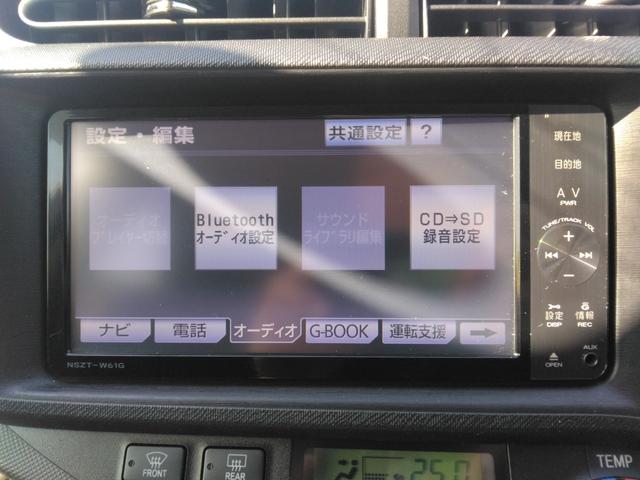 設定・編集
共通設定
?
オーディオ
プレイヤー切替
Bluetooth
オーディオ設定
サウンド
ライブラリ編集
CD⇒SD
録音設定
ナビ
電話
オーディオ
G-BOOK
運転支援
→
NSZT-W61G
現在地
目的地
AV
PWR
TUNE/TRACK VOL
+
−
設定
DISP
情報
REC
OPEN
AUX
FRONT
REAR
25.0
TEMP